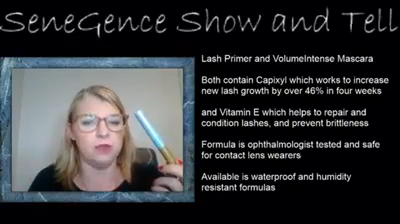 SeneGence Show and Tell
Lash Primer and VolumeIntense Mascara
Both contain Capixyl which works to increase
new lash growth by over 46% in four weeks
and Vitamin E which helps to repair and
condition lashes, and prevent brittleness
Formula is ophthalmologist tested and safe
for contact lens wearers
Available is waterproof and humidity
resistant formulas